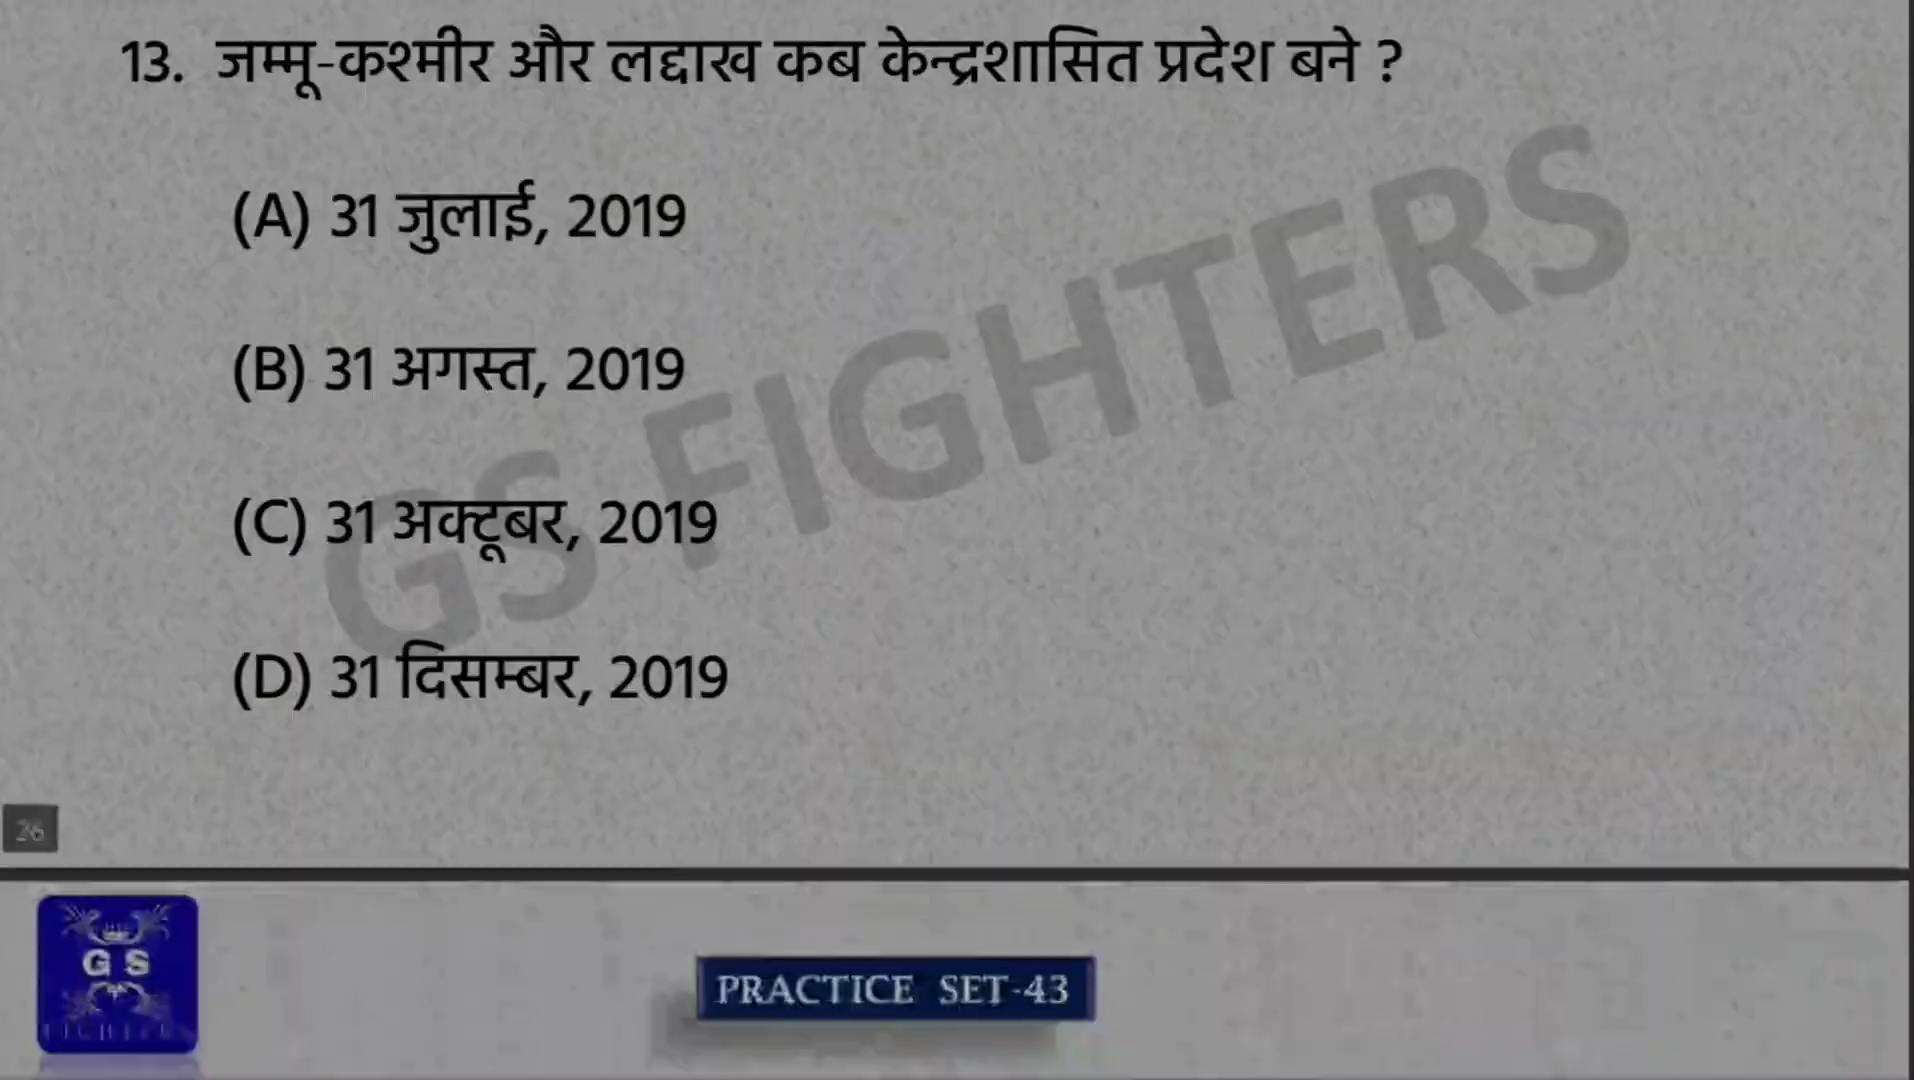 13. जम्मू-कश्मीर और लद्दाख कब केन्द्रशासित प्रदेश बने ?
(A) 31 जुलाई, 2019
(B) 31 अगस्त, 2019
(C) 31 अक्टूबर, 2019
(D) 31 दिसम्बर, 2019
GS FIGHTERS
26
G S
FIGHTERS
PRACTICE SET-43